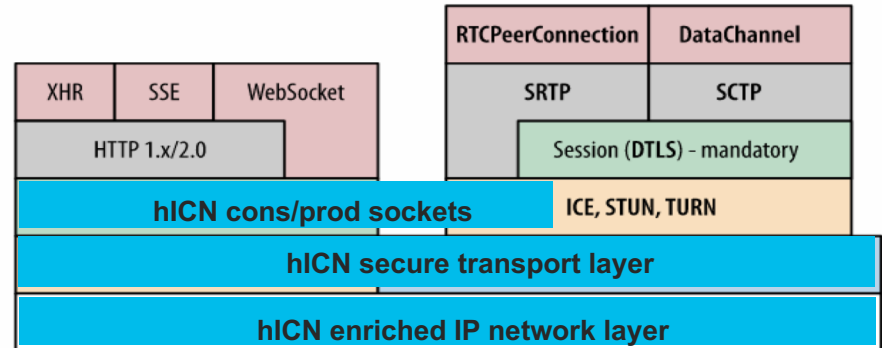 RTCPeerConnection DataChannel
XHR SSE WebSocket SRTP SCTP
HTTP 1.x/2.0 Session (DTLS) - mandatory
hICN cons/prod sockets ICE, STUN, TURN
hICN secure transport layer
hICN enriched IP network layer